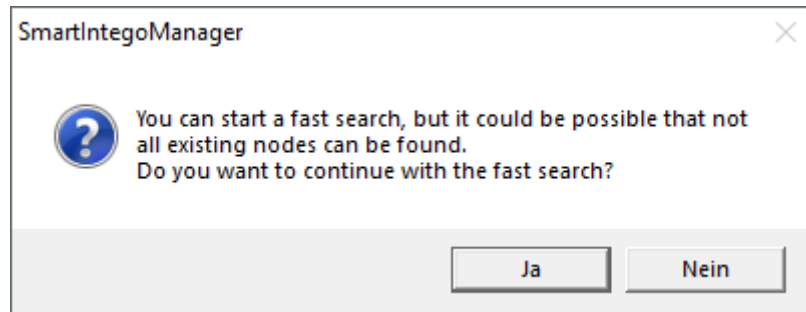 SmartIntegoManager
You can start a fast search, but it could be possible that not
all existing nodes can be found.
Do you want to continue with the fast search?
Ja
Nein